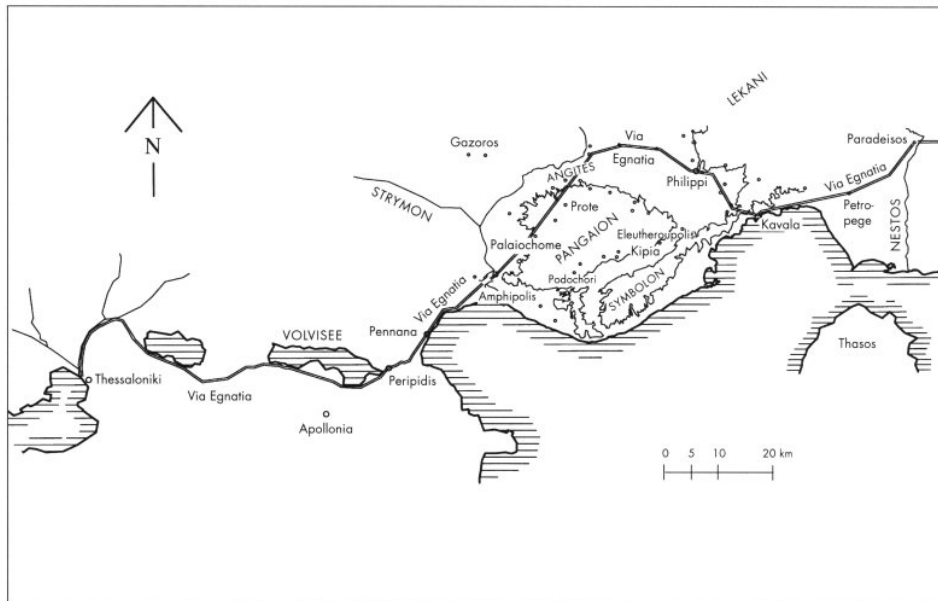 LEKANI
N
Gazoros
Via
Egnatia
Paradeisos
ANGITES
Philippi
Via Egnatia
STRYMON
Prote
Petro-
pege
NESTOS
PANGAION
Eleutheroupolis
Kavala
Palaiochome
Kipia
Podochori
SYMBOLON
Via Egnatia
Amphipolis
Pennana
VOLVISEE
Thasos
Thessaloniki
Peripidis
Via Egnatia
Apollonia
0 5 10 20 km